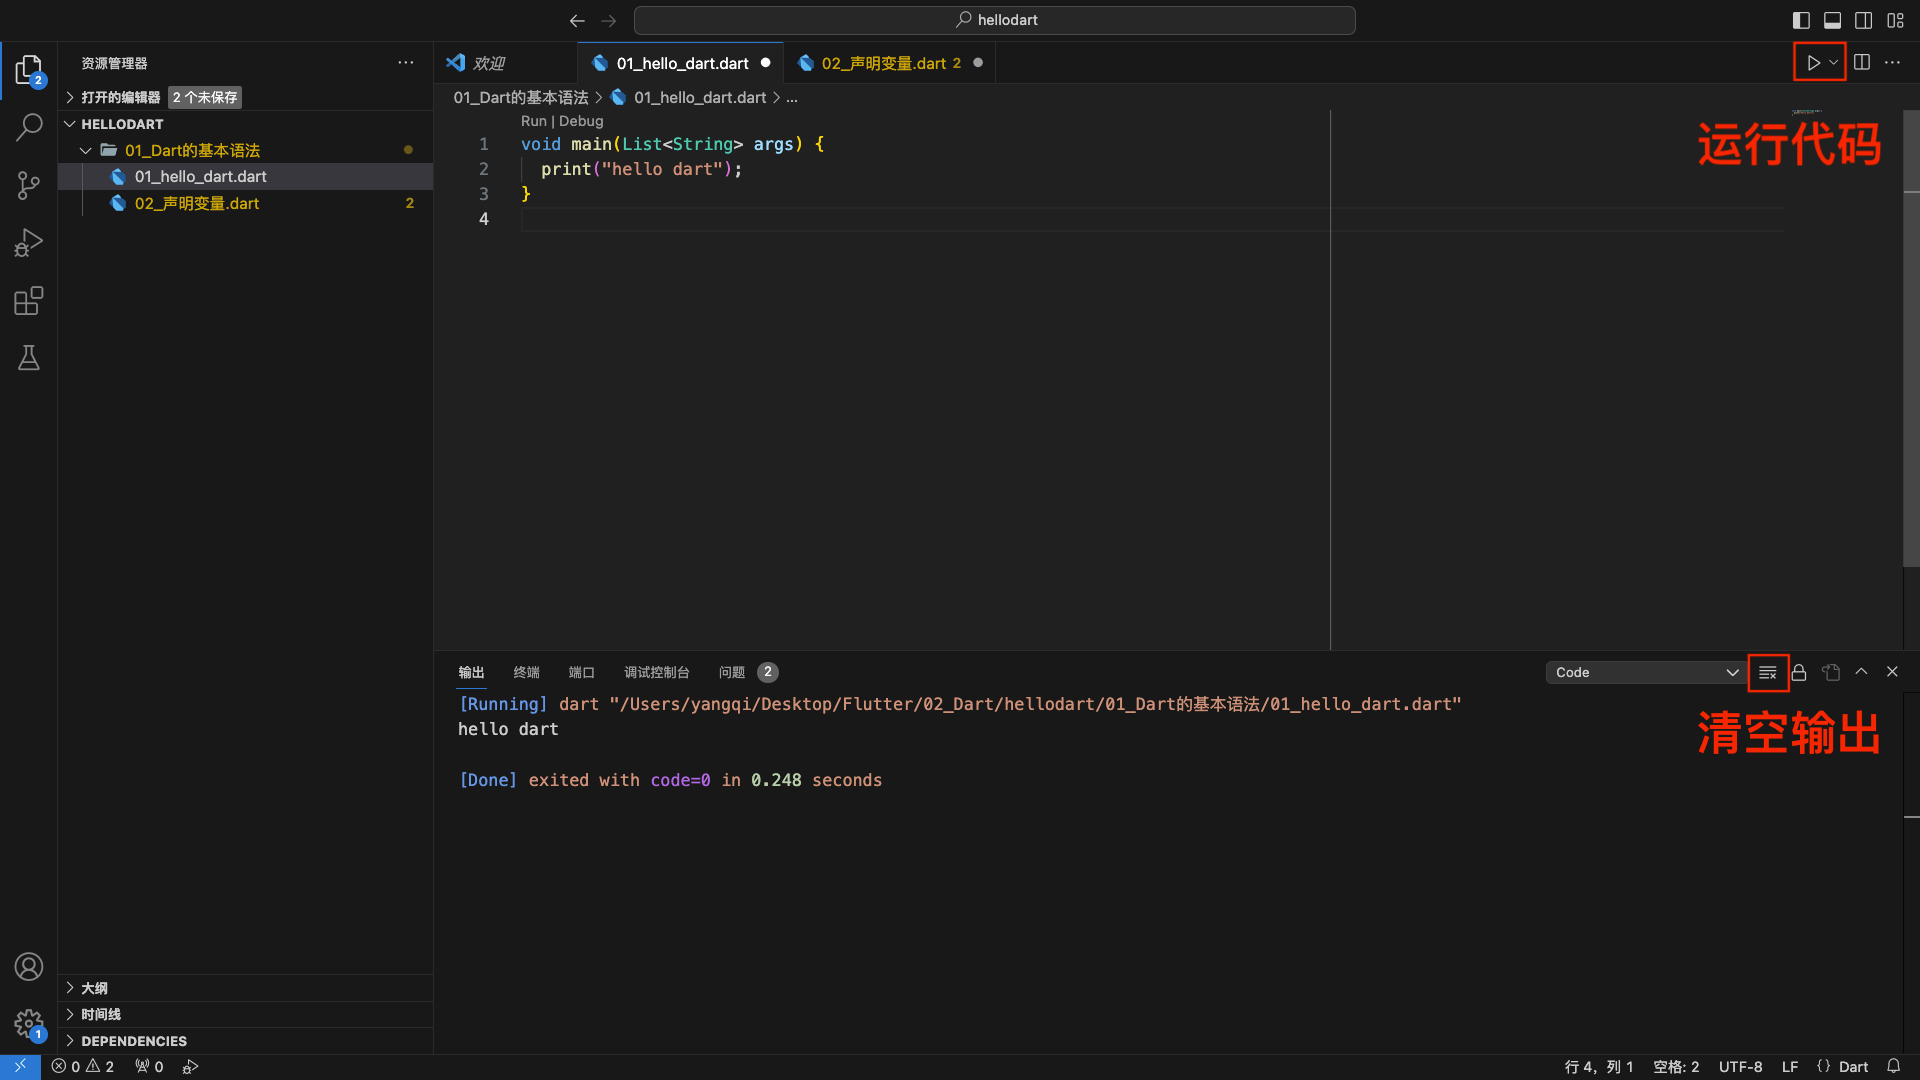 hellodart
2
资源管理器
打开的编辑器 2 个未保存
HELLODART
01_Dart的基本语法
01_hello_dart.dart
02_声明变量.dart 2
欢迎
01_hello_dart.dart
02_声明变量.dart 2
01_Dart的基本语法 > 01_hello_dart.dart > ...
Run | Debug
1 void main(List<String> args) {
2 print("hello dart");
3 }
4
运行代码
输出 终端 端口 调试控制台 问题 2
Code
[Running] dart "/Users/yangqi/Desktop/Flutter/02_Dart/hellodart/01_Dart的基本语法/01_hello_dart.dart"
hello dart
[Done] exited with code=0 in 0.248 seconds
清空输出
大纲
时间线
DEPENDENCIES
1
0 2 0
行 4，列 1 空格: 2 UTF-8 LF {} Dart